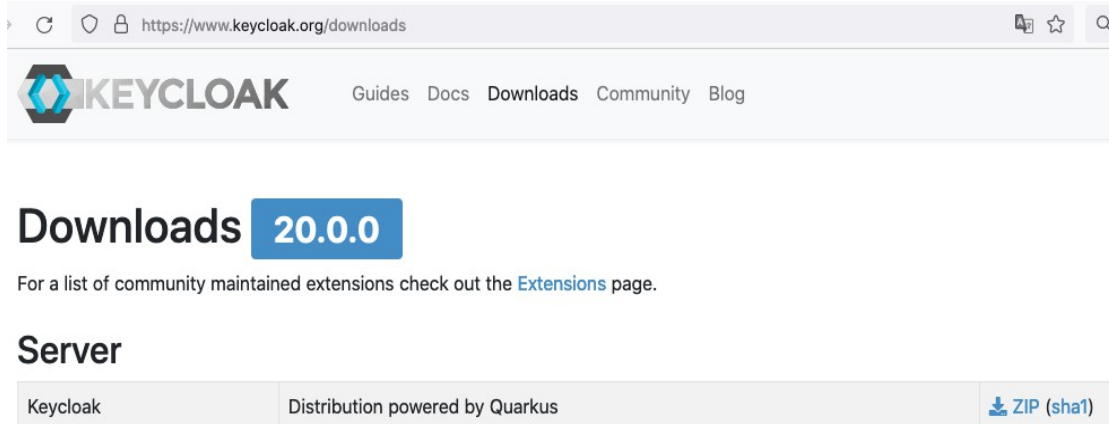 https://www.keycloak.org/downloads
KEYCLOAK Guides Docs Downloads Community Blog
Downloads 20.0.0
For a list of community maintained extensions check out the Extensions page.
Server
Keycloak Distribution powered by Quarkus ZIP (sha1)